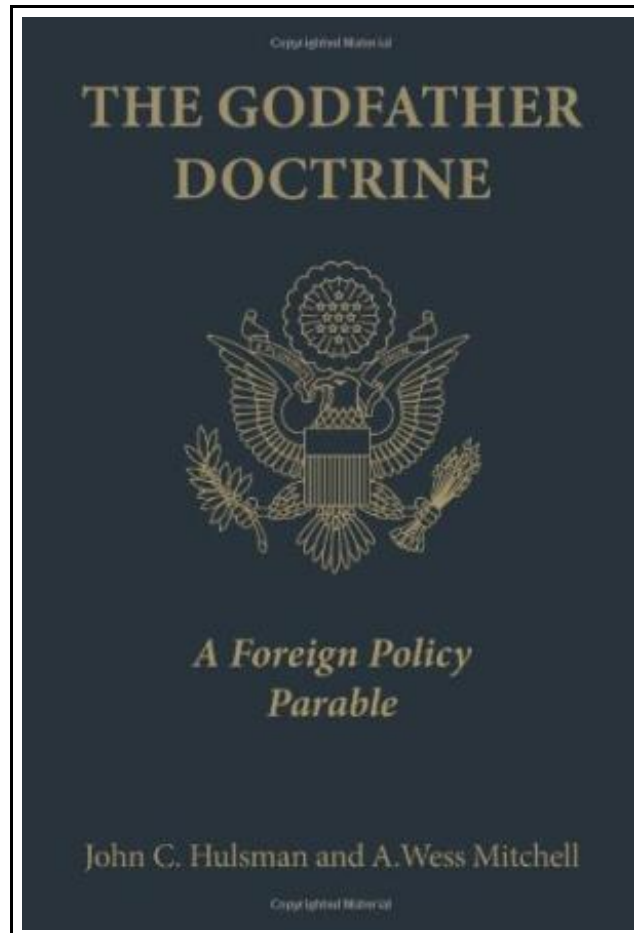 Copyrighted Material
THE GODFATHER
DOCTRINE
A Foreign Policy
Parable
John C. Hulsman and A.Wess Mitchell
Copyrighted Material